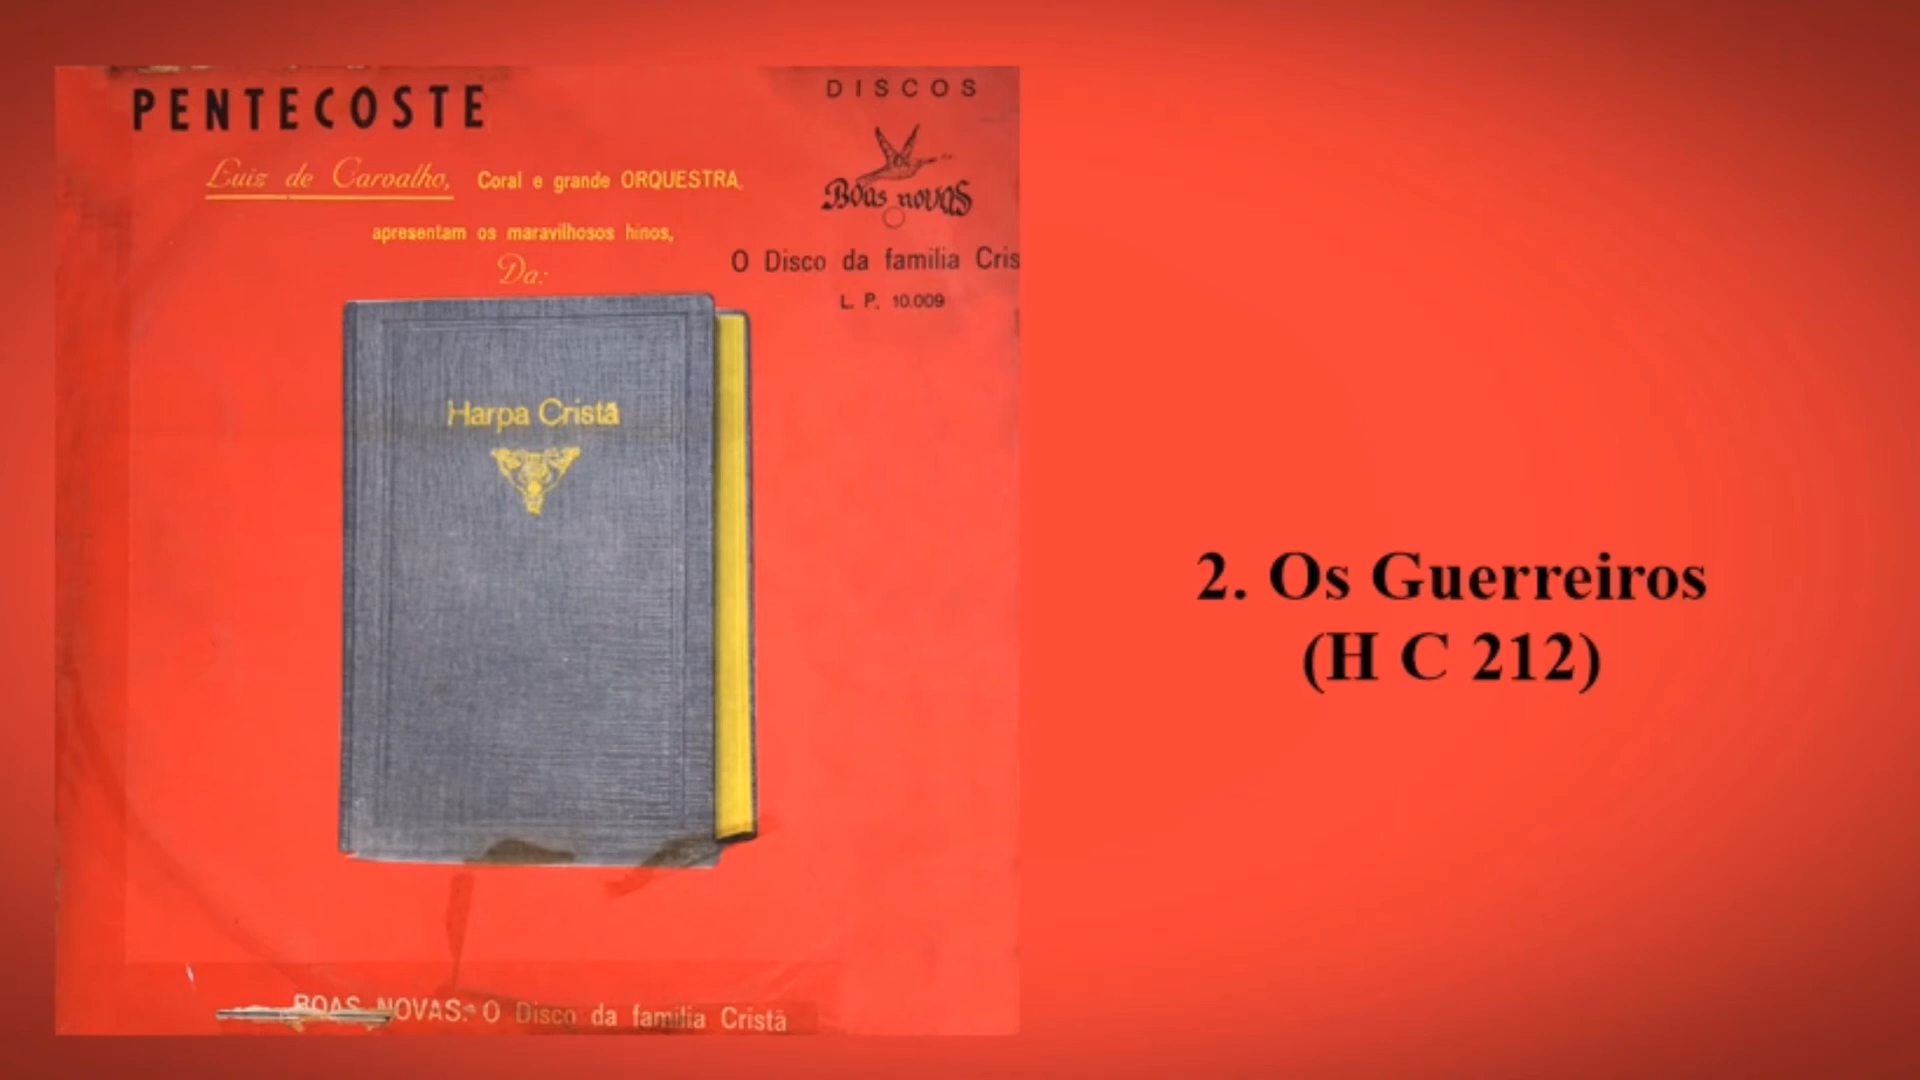 PENTECOSTE
DISCOS
Luiz de Carvalho, Coral e grande ORQUESTRA,
Boas novas
apresentam os maravilhosos hinos,
Da:
O Disco da familia Cris
L. P. 10.009
Harpa Cristã
2. Os Guerreiros
(H C 212)
BOAS NOVAS: O Disco da familia Cristã